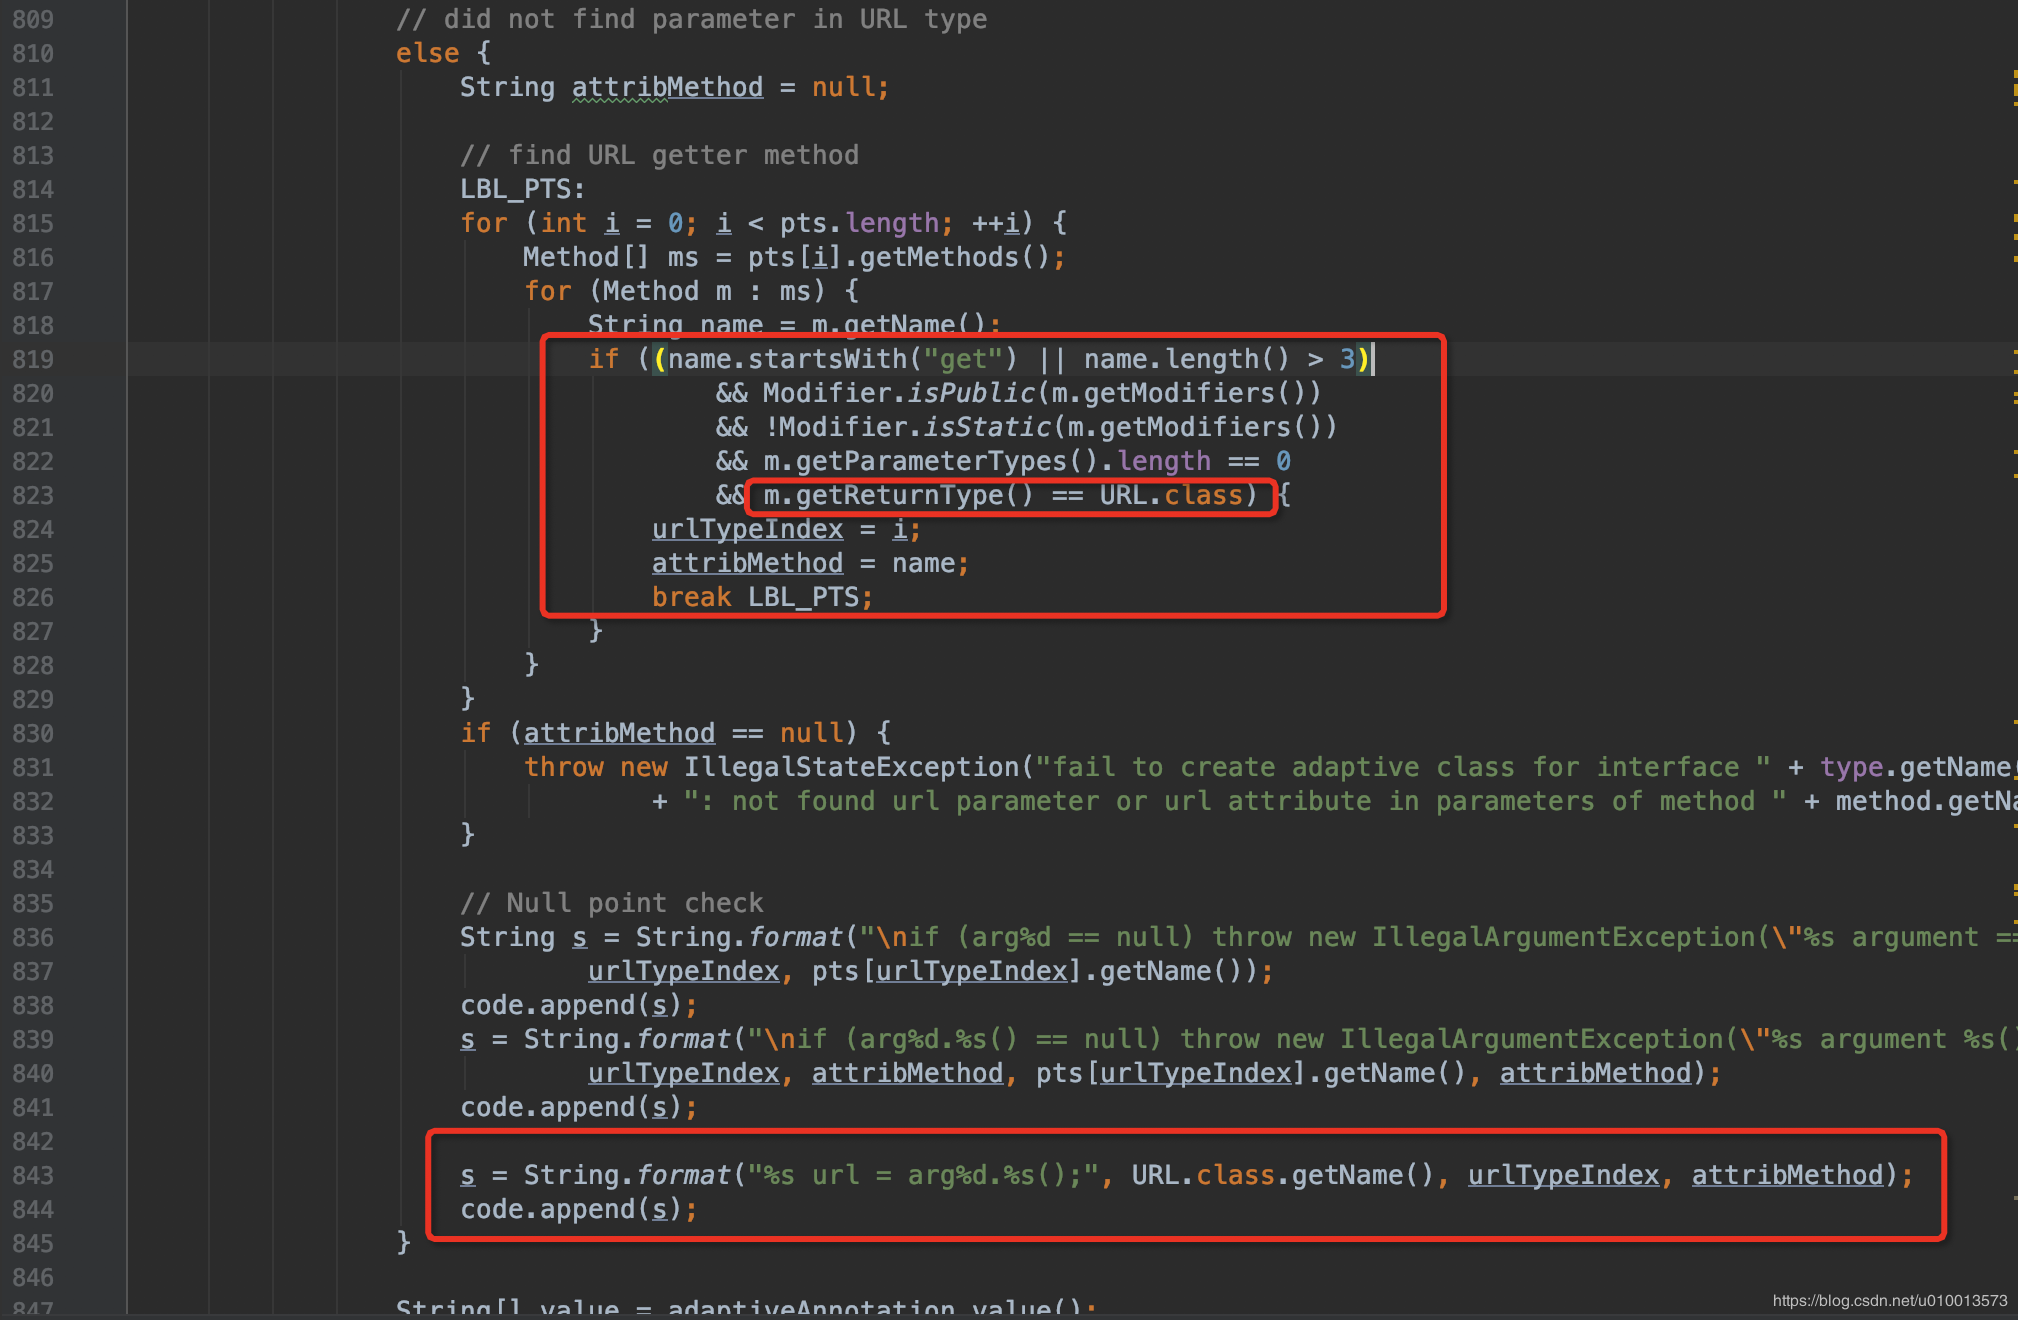 809 // did not find parameter in URL type
810 else {
811 String attribMethod = null;
812
813 // find URL getter method
814 LBL_PTS:
815 for (int i = 0; i < pts.length; ++i) {
816 Method[] ms = pts[i].getMethods();
817 for (Method m : ms) {
818 String name = m.getName();
819 if ((name.startsWith("get") || name.length() > 3)
820 && Modifier.isPublic(m.getModifiers())
821 && !Modifier.isStatic(m.getModifiers())
822 && m.getParameterTypes().length == 0
823 && m.getReturnType() == URL.class) {
824 urlTypeIndex = i;
825 attribMethod = name;
826 break LBL_PTS;
827 }
828 }
829 }
830 if (attribMethod == null) {
831 throw new IllegalStateException("fail to create adaptive class for interface " + type.getName(
832 + ": not found url parameter or url attribute in parameters of method " + method.getNa
833 }
834
835 // Null point check
836 String s = String.format("\nif (arg%d == null) throw new IllegalArgumentException(\"%s argument ==
837 urlTypeIndex, pts[urlTypeIndex].getName());
838 code.append(s);
839 s = String.format("\nif (arg%d.%s() == null) throw new IllegalArgumentException(\"%s argument %s()
840 urlTypeIndex, attribMethod, pts[urlTypeIndex].getName(), attribMethod);
841 code.append(s);
842
843 s = String.format("%s url = arg%d.%s();", URL.class.getName(), urlTypeIndex, attribMethod);
844 code.append(s);
845 }
846
847 String[] value = adaptiveAnnotation.value();
https://blog.csdn.net/u010013573